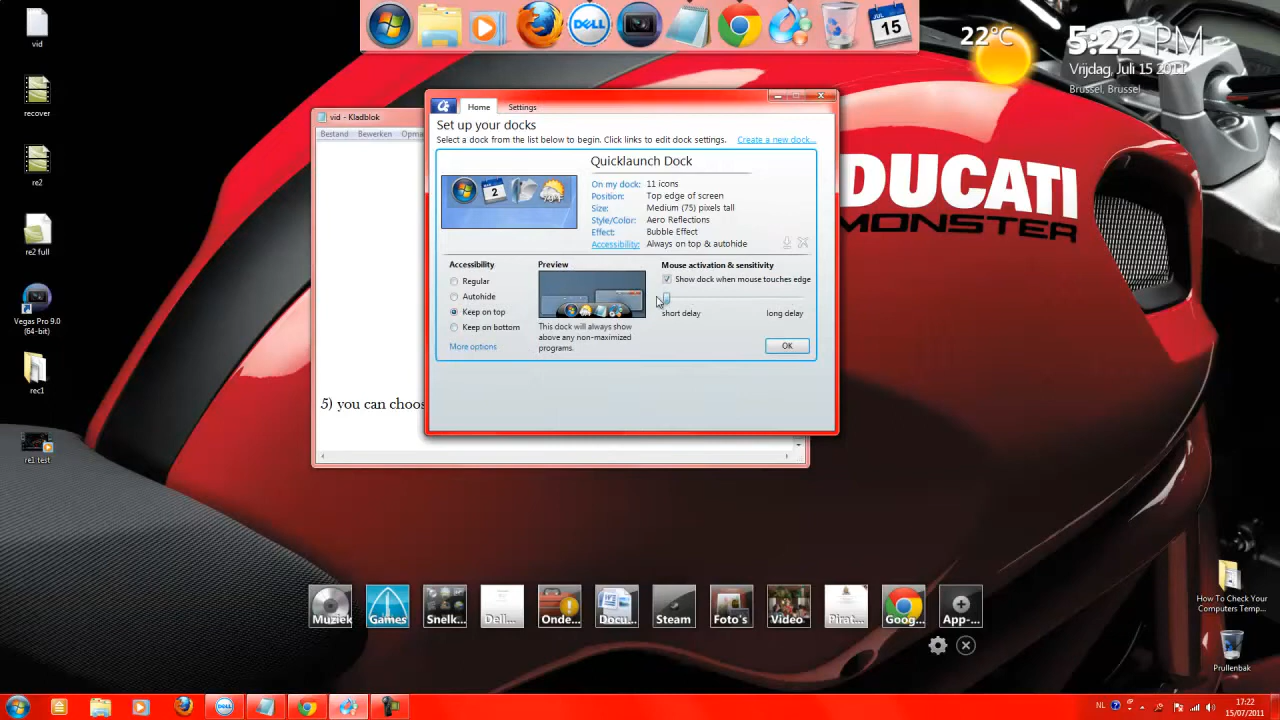 vid
recover
re2
re2 full
Vegas Pro 9.0
(64-bit)
rec1
re1 test
DELL
JUL
15
22°C
5:22 PM
Vrijdag, Juli 15 2011
Brussel, Brussel
vid - Kladblok
Bestand Bewerken Opma
5) you can choos
Home Settings
Set up your docks
Select a dock from the list below to begin. Click links to edit dock settings. Create a new dock...
Quicklaunch Dock
On my dock: 11 icons
Position: Top edge of screen
Size: Medium (75) pixels tall
Style/Color: Aero Reflections
Effect: Bubble Effect
Accessibility: Always on top & autohide
2
Accessibility
Regular
Autohide
Keep on top
Keep on bottom
More options
Preview
This dock will always show
above any non-maximized
programs.
Mouse activation & sensitivity
Show dock when mouse touches edge
short delay long delay
OK
DUCATI
MONSTER
Muziek Games Snelk... Dell... Onde... Docu... Steam Foto's Video Pirat... Goog... App-...
How To Check Your
Computers Temp...
Prullenbak
DELL
NL
17:22
15/07/2011